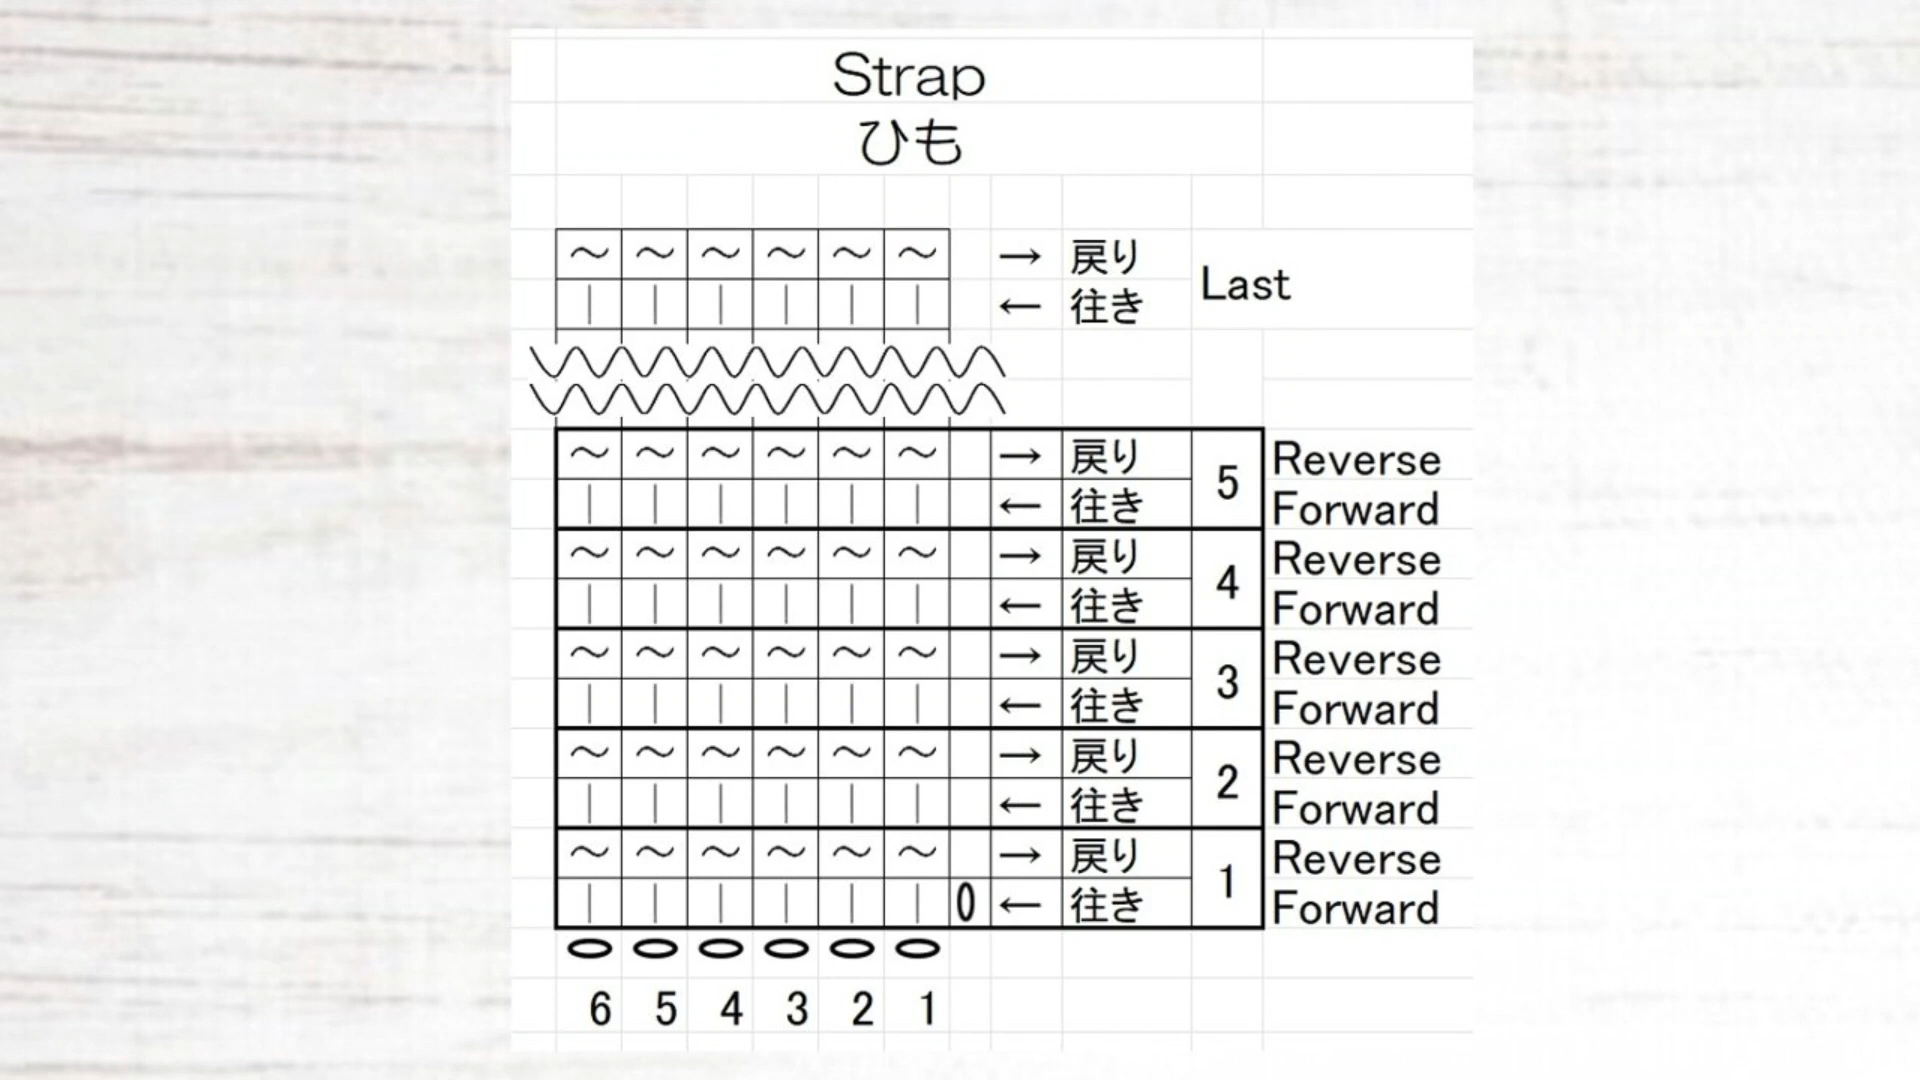 Strap
ひも
→ 戻り
← 往き
Last
→ 戻り
← 往き
5
Reverse
Forward
→ 戻り
← 往き
4
Reverse
Forward
→ 戻り
← 往き
3
Reverse
Forward
→ 戻り
← 往き
2
Reverse
Forward
→ 戻り
0 ← 往き
1
Reverse
Forward
6 5 4 3 2 1